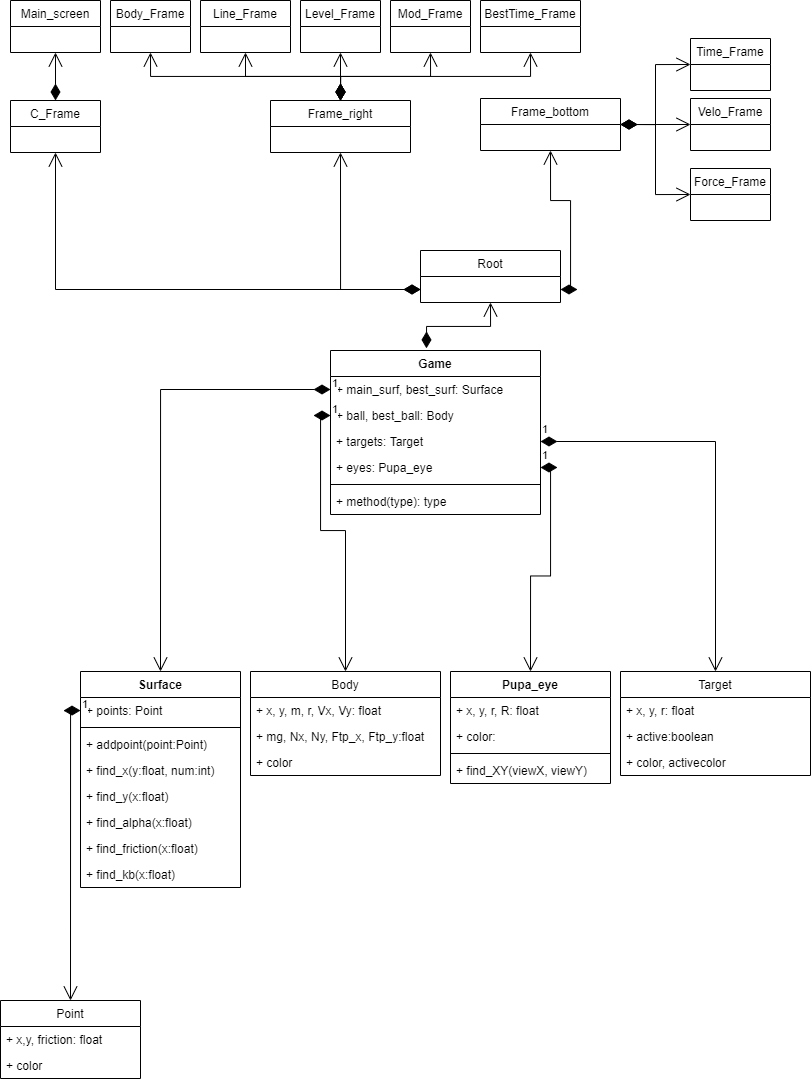 Main_screen
Body_Frame
Line_Frame
Level_Frame
Mod_Frame
BestTime_Frame
Time_Frame
C_Frame
Frame_right
Frame_bottom
Velo_Frame
Force_Frame
Root
Game
1
+ main_surf, best_surf: Surface
1
+ ball, best_ball: Body
1
+ targets: Target
1
+ eyes: Pupa_eye
+ method(type): type
Surface
1
+ points: Point
+ addpoint(point:Point)
+ find_x(y:float, num:int)
+ find_y(x:float)
+ find_alpha(x:float)
+ find_friction(x:float)
+ find_kb(x:float)
Body
+ x, y, m, r, Vx, Vy: float
+ mg, Nx, Ny, Ftp_x, Ftp_y:float
+ color
Pupa_eye
+ x, y, r, R: float
+ color:
+ find_XY(viewX, viewY)
Target
+ x, y, r: float
+ active:boolean
+ color, activecolor
Point
+ x,y, friction: float
+ color